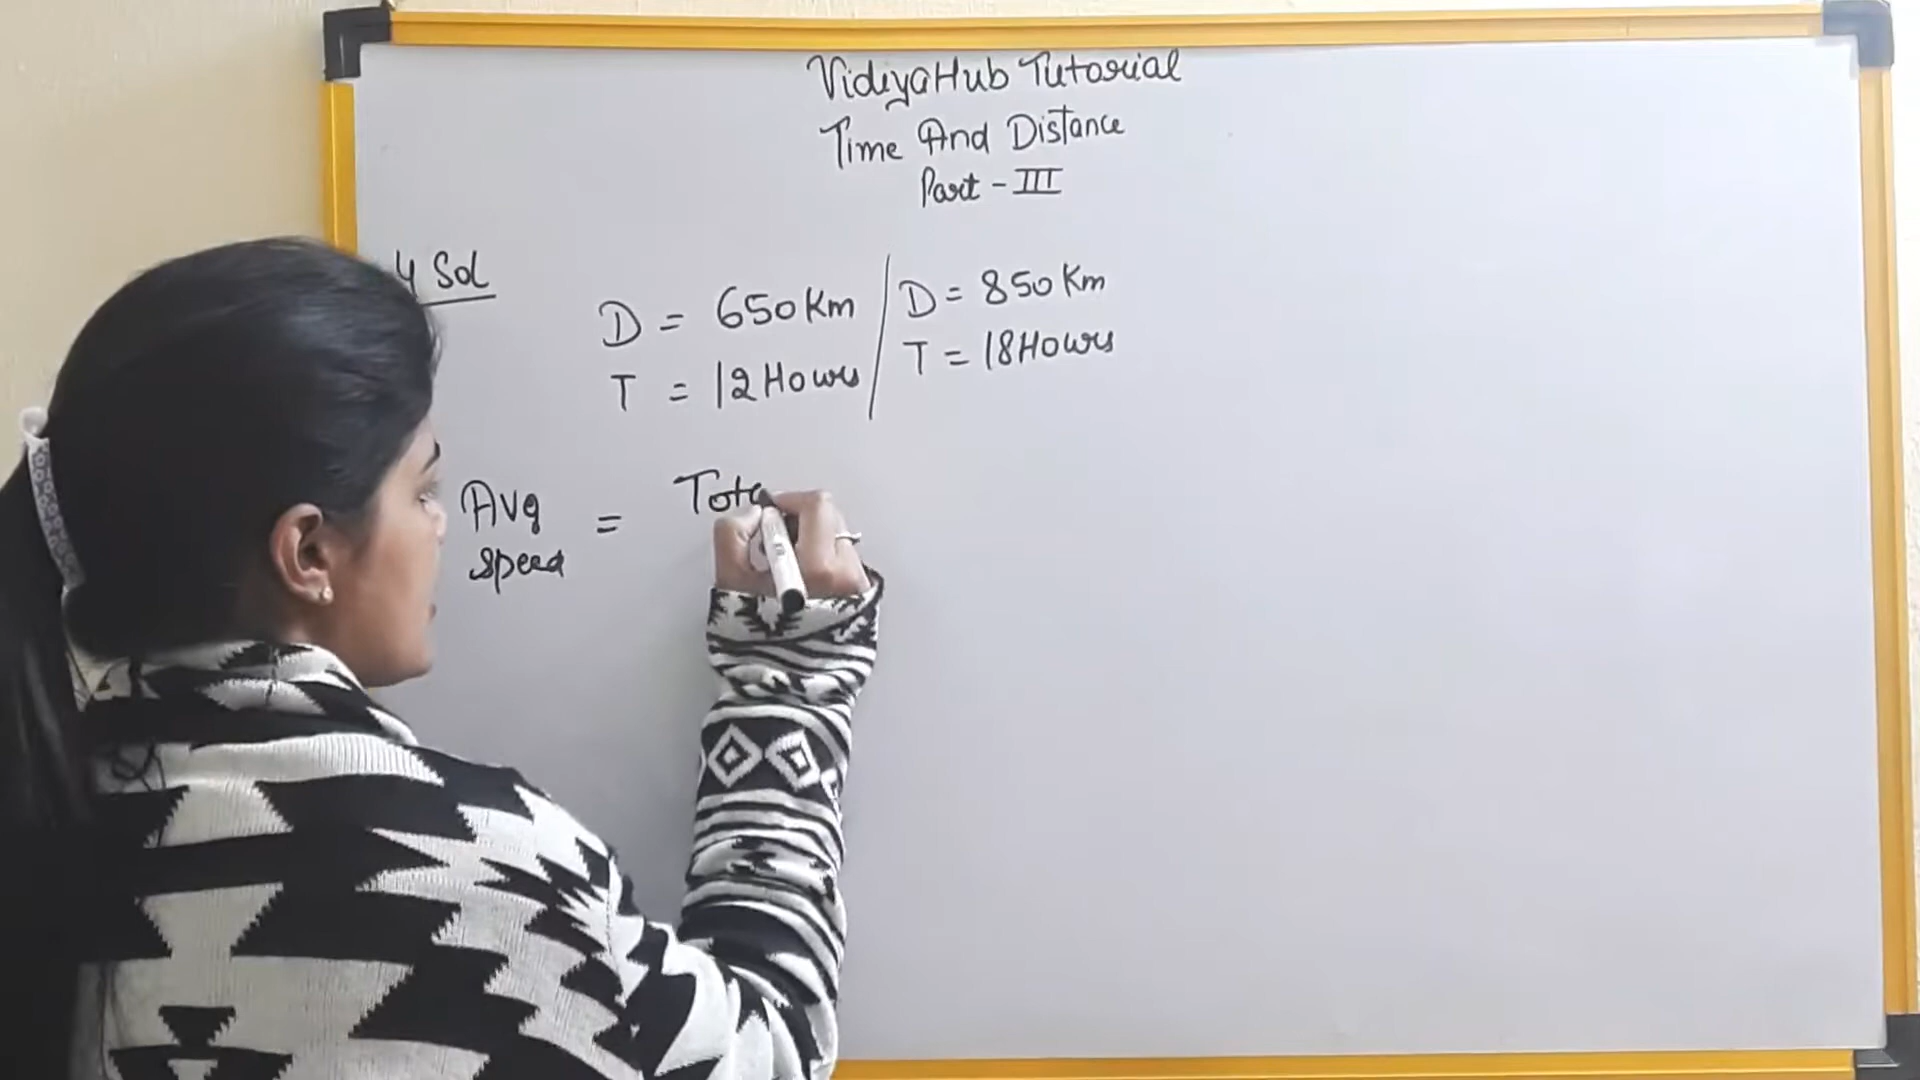 VidiyaHub Tutorial
Time And Distance
Part - III
4 Sol
D = 650 Km / D = 850 Km
T = 12 Hours / T = 18 Hours
Avg speed = Tota